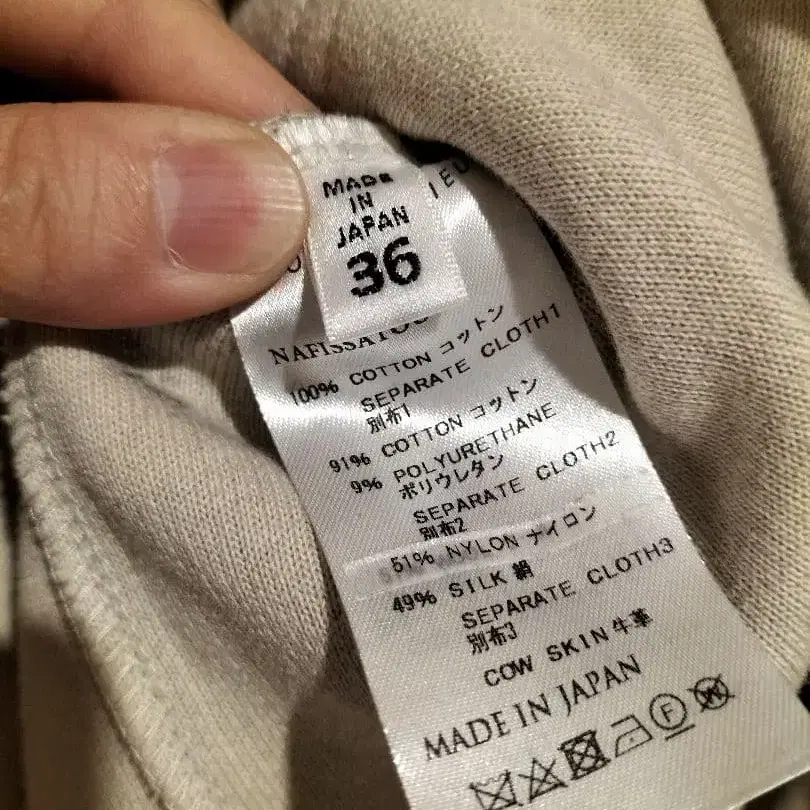 MADE
IN
JAPAN
36
100% COTTON コットン
SEPARATE CLOTH1
別布1
91% COTTON コットン
9% POLYURETHANE
ポリウレタン
SEPARATE CLOTH2
別布2
51% NYLON ナイロン
49% SILK 絹
SEPARATE CLOTH3
別布3
COW SKIN 牛革
MADE IN JAPAN
F
W